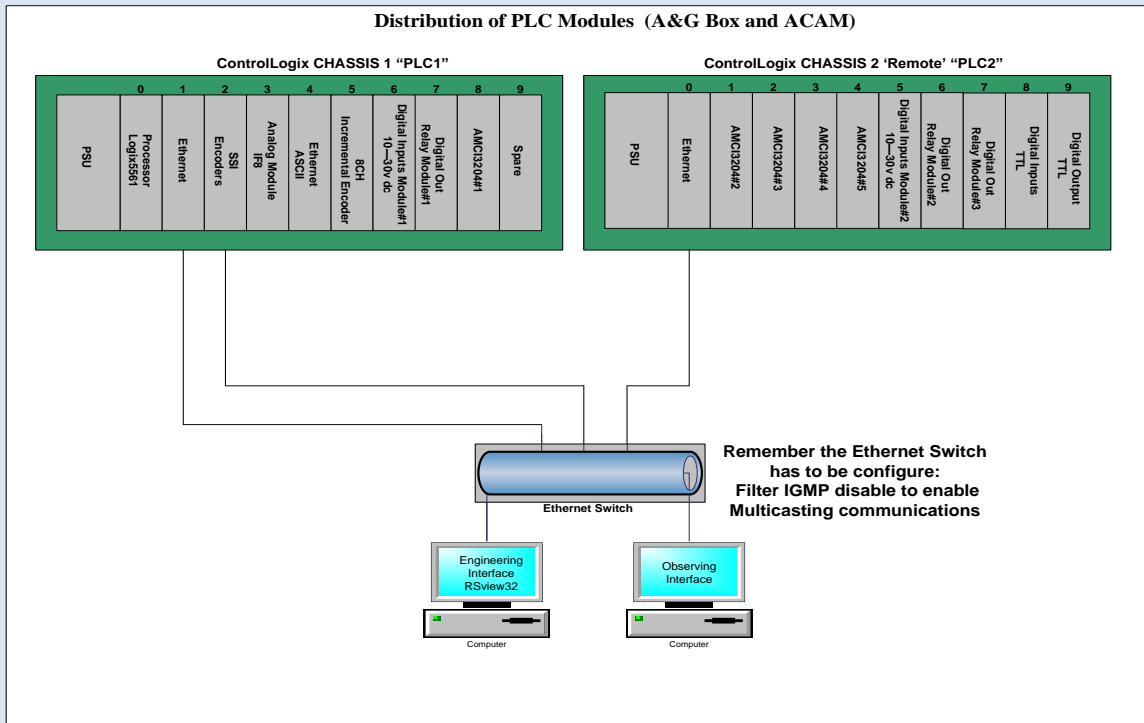 Distribution of PLC Modules (A&G Box and ACAM)
ControlLogix CHASSIS 1 “PLC1”
PSU
0
Processor
Logix5561
1
Ethernet
2
SSI
Encoders
3
Analog Module
IF8
4
Ethernet
ASCII
5
8CH
Incremental Encoder
6
Digital Inputs Module#1
10—30v dc
7
Digital Out
Relay Module#1
8
AMCI3204#1
9
Spare
ControlLogix CHASSIS 2 ‘Remote’ “PLC2”
PSU
0
Ethernet
1
AMCI3204#2
2
AMCI3204#3
3
AMCI3204#4
4
AMCI3204#5
5
Digital Inputs Module#2
10—30v dc
6
Digital Out
Relay Module#2
7
Digital Out
Relay Module#3
8
Digital Inputs
TTL
9
Digital Output
TTL
Ethernet Switch
Remember the Ethernet Switch
has to be configure:
Filter IGMP disable to enable
Multicasting communications
Engineering
Interface
RSview32
Computer
Observing
Interface
Computer